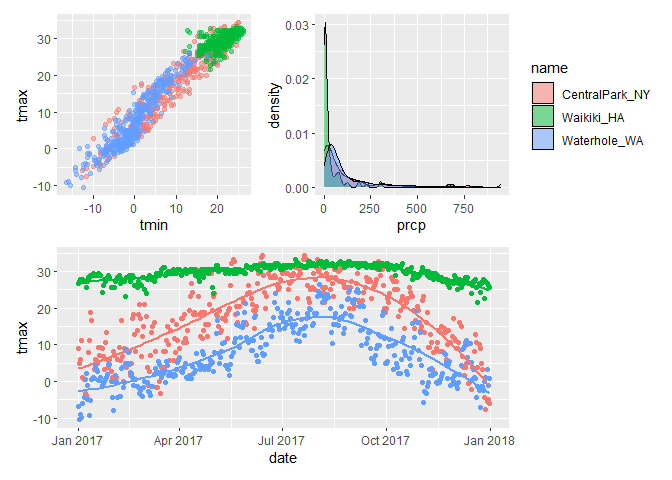 30
20
10
0
-10
tmax
-10
0
10
20
tmin
0.03
0.02
0.01
0.00
density
0
250
500
750
prcp
name
CentralPark_NY
Waikiki_HA
Waterhole_WA
30
20
10
0
-10
tmax
Jan 2017
Apr 2017
Jul 2017
Oct 2017
Jan 2018
date